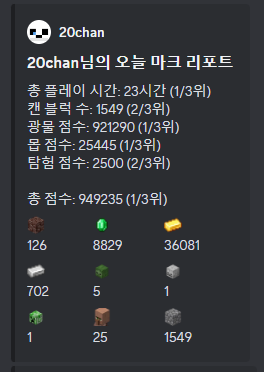 20chan
20chan님의 오늘 마크 리포트
총 플레이 시간: 23시간 (1/3위)
캔 블럭 수: 1549 (2/3위)
광물 점수: 921290 (1/3위)
몹 점수: 25445 (1/3위)
탐험 점수: 2500 (2/3위)
총 점수: 949235 (1/3위)
126 8829 36081
702 5 1
1 25 1549